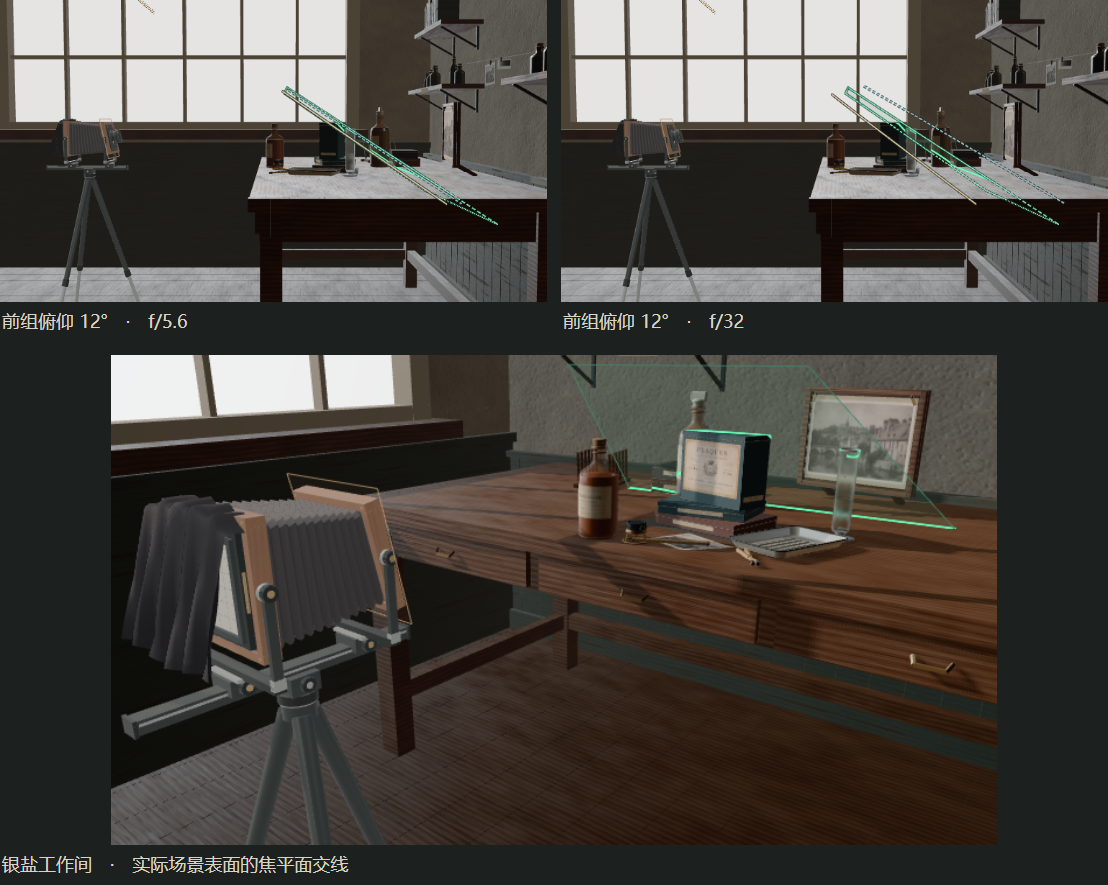 前组俯仰 12° · f/5.6
前组俯仰 12° · f/32
银盐工作间 · 实际场景表面的焦平面交线